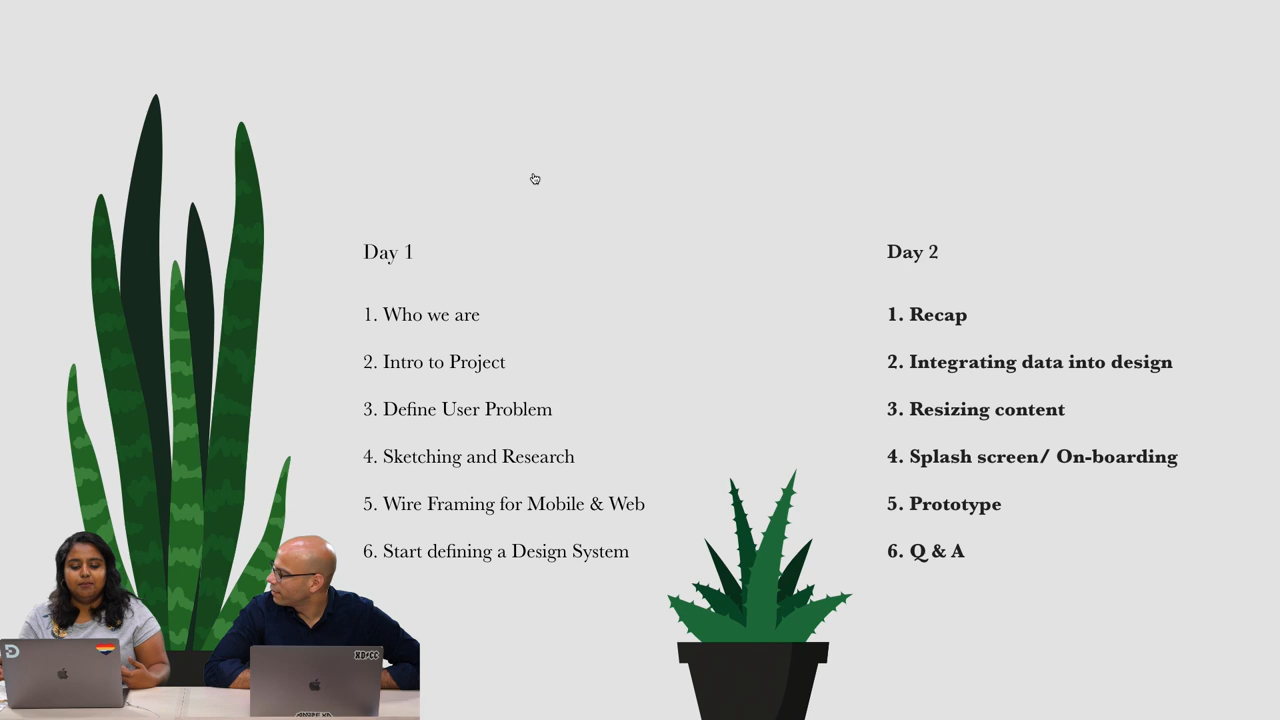 Day 1
1. Who we are
2. Intro to Project
3. Define User Problem
4. Sketching and Research
5. Wire Framing for Mobile & Web
6. Start defining a Design System
Day 2
1. Recap
2. Integrating data into design
3. Resizing content
4. Splash screen/ On-boarding
5. Prototype
6. Q & A
XD/CC